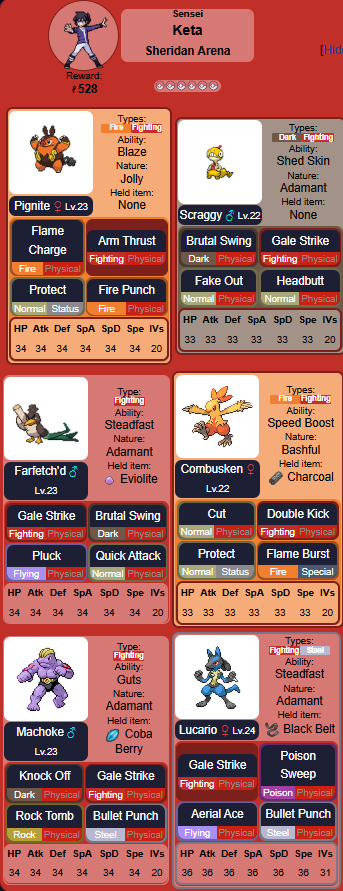 Sensei
Keta
Sheridan Arena
[Hide
Reward:
528
Types:
Fire Fighting
Ability:
Blaze
Nature:
Jolly
Held item:
None
Pignite ♀ Lv.23
Flame Charge
Fire Physical
Arm Thrust
Fighting Physical
Protect
Normal Status
Fire Punch
Fire Physical
HP Atk Def SpA SpD Spe IVs
34 34 34 34 34 34 20
Types:
Dark Fighting
Ability:
Shed Skin
Nature:
Adamant
Held item:
None
Scraggy ♂ Lv.22
Brutal Swing
Dark Physical
Gale Strike
Fighting Physical
Fake Out
Normal Physical
Headbutt
Normal Physical
HP Atk Def SpA SpD Spe IVs
33 33 33 33 33 33 20
Type:
Fighting
Ability:
Steadfast
Nature:
Adamant
Held item:
Eviolite
Farfetch'd ♂
Lv.23
Gale Strike
Fighting Physical
Brutal Swing
Dark Physical
Pluck
Flying Physical
Quick Attack
Normal Physical
HP Atk Def SpA SpD Spe IVs
34 34 34 34 34 34 20
Types:
Fire Fighting
Ability:
Speed Boost
Nature:
Bashful
Held item:
Charcoal
Combusken ♀
Lv.22
Cut
Normal Physical
Double Kick
Fighting Physical
Protect
Normal Status
Flame Burst
Fire Special
HP Atk Def SpA SpD Spe IVs
33 33 33 33 33 33 20
Type:
Fighting
Ability:
Guts
Nature:
Adamant
Held item:
Coba
Berry
Machoke ♂
Lv.23
Knock Off
Dark Physical
Gale Strike
Fighting Physical
Rock Tomb
Rock Physical
Bullet Punch
Steel Physical
HP Atk Def SpA SpD Spe IVs
34 34 34 34 34 34 20
Types:
Fighting Steel
Ability:
Steadfast
Nature:
Adamant
Held item:
Black Belt
Lucario ♀ Lv.24
Gale Strike
Fighting Physical
Poison
Sweep
Poison Physical
Aerial Ace
Flying Physical
Bullet Punch
Steel Physical
HP Atk Def SpA SpD Spe IVs
36 36 36 36 36 36 31